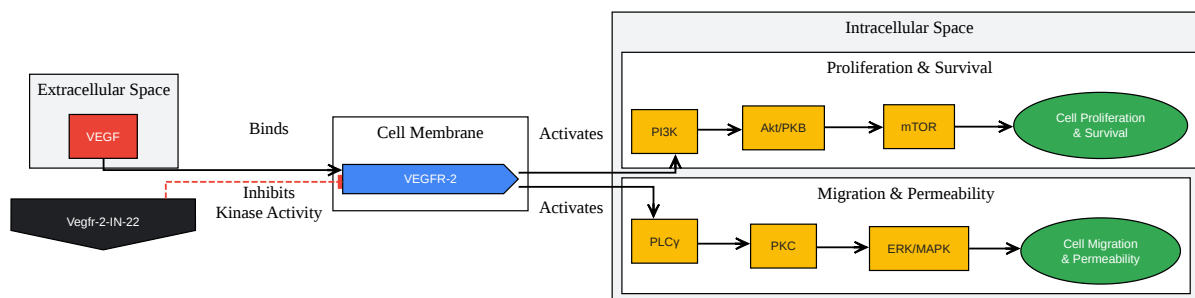 Intracellular Space
Proliferation & Survival
Extracellular Space
VEGF
Binds
Cell Membrane
Activates
PI3K
Akt/PKB
mTOR
Cell Proliferation
& Survival
VEGFR-2
Inhibits
Kinase Activity
Vegfr-2-IN-22
Activates
Migration & Permeability
PLCγ
PKC
ERK/MAPK
Cell Migration
& Permeability